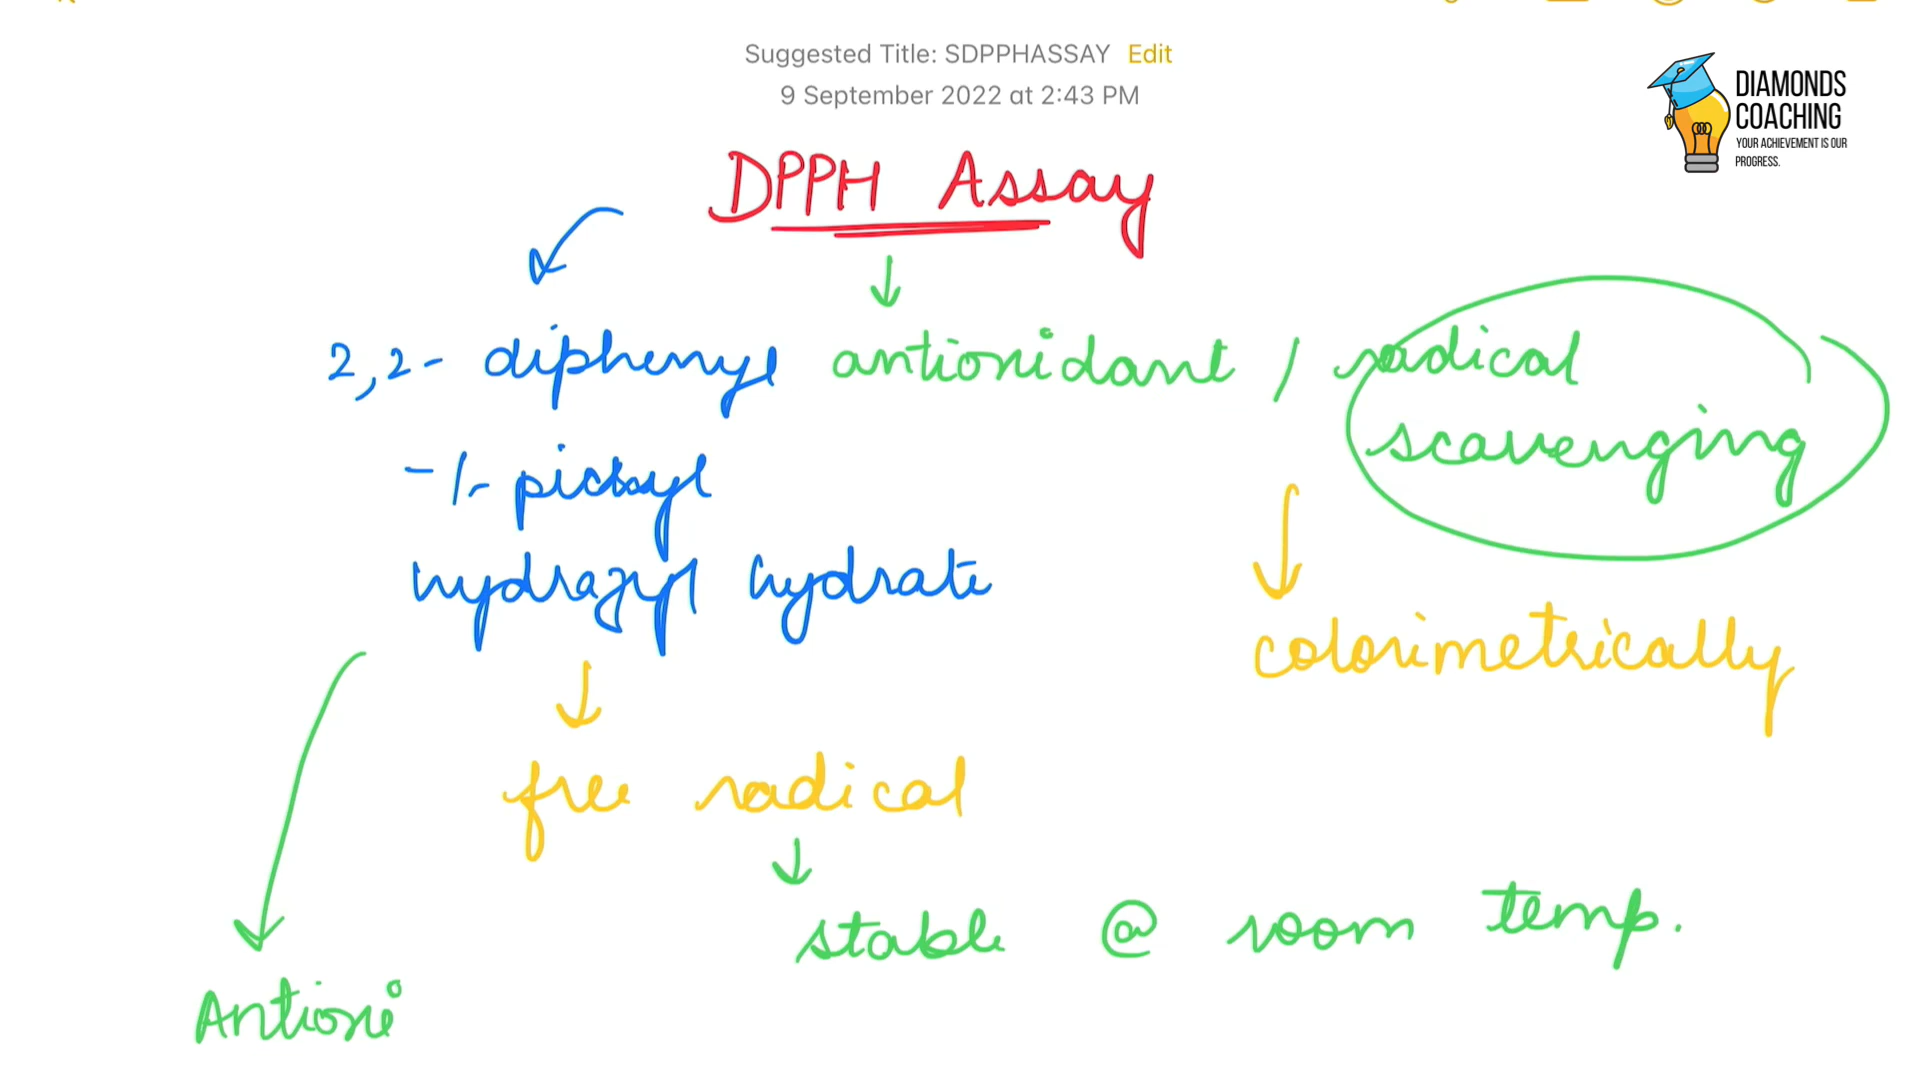 Suggested Title: SDPPHASSAY Edit
9 September 2022 at 2:43 PM
DIAMONDS
COACHING
YOUR ACHIEVEMENT IS OUR
PROGRESS.
DPPH Assay
2,2- diphenyl antioxidant / radical
scavenging
-1- picryl
hydrazyl hydrate
colorimetrically
free radical
stable @ room temp.
Antioxi